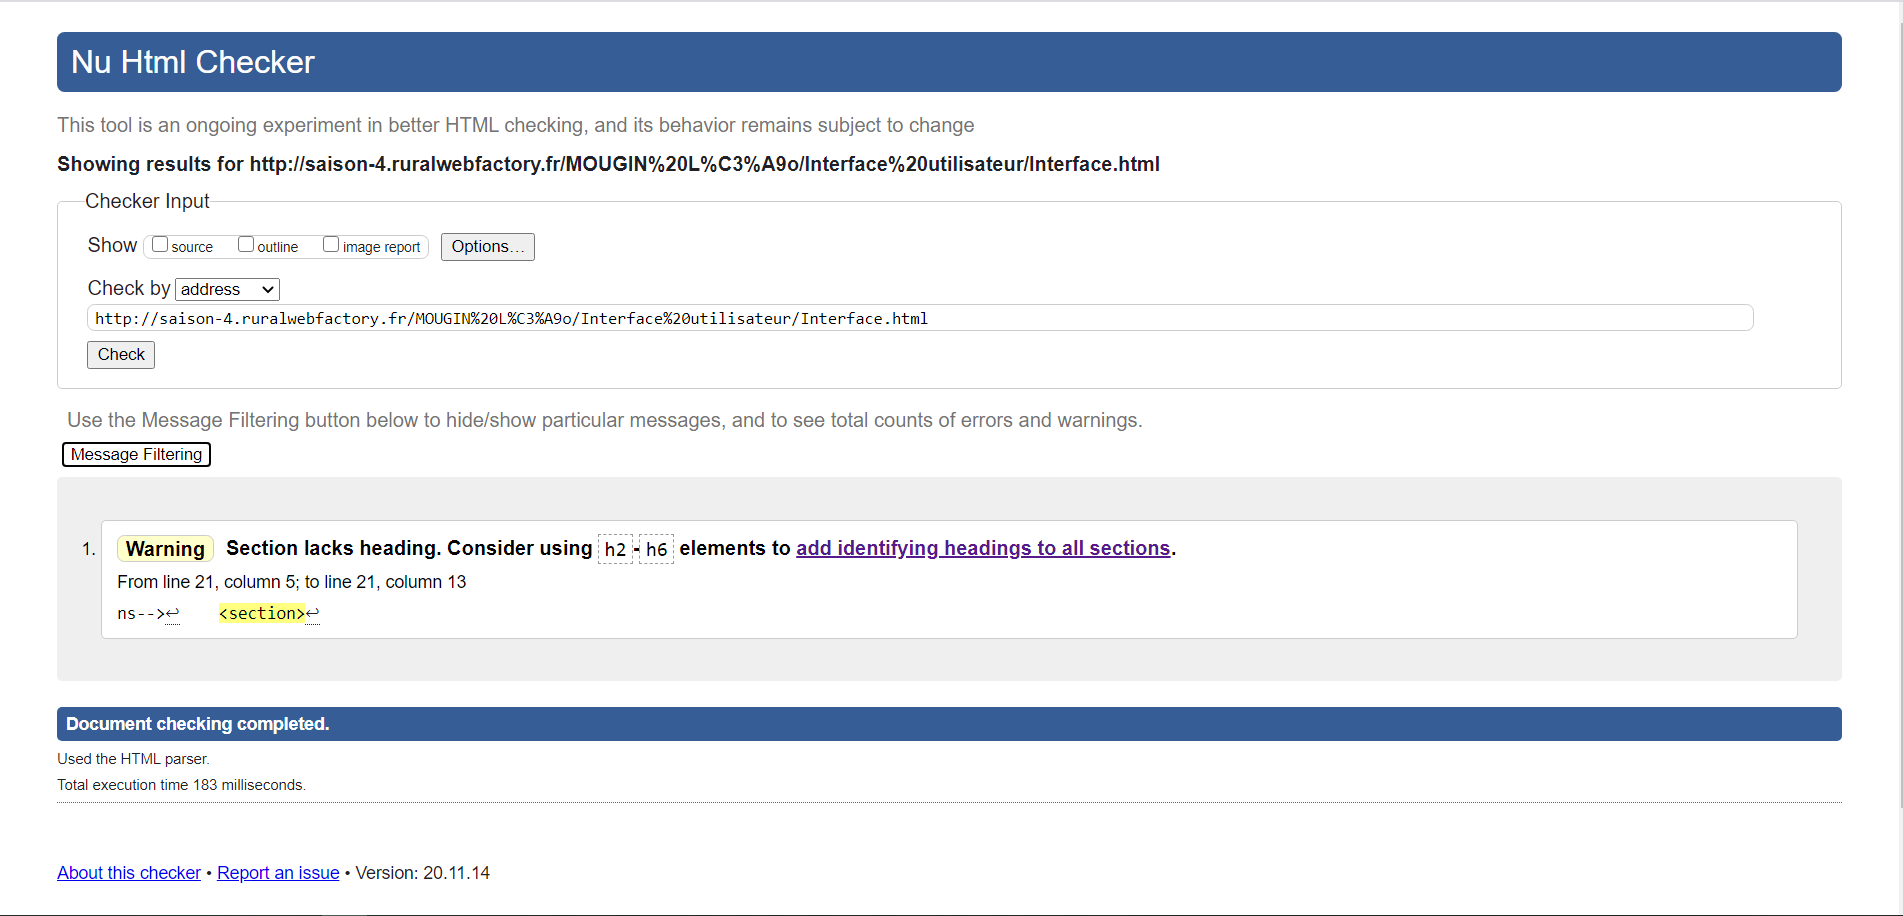 Nu Html Checker
This tool is an ongoing experiment in better HTML checking, and its behavior remains subject to change
Showing results for http://saison-4.ruralwebfactory.fr/MOUGIN%20L%C3%A9o/Interface%20utilisateur/Interface.html
Checker Input
Show source outline image report Options…
Check by address
http://saison-4.ruralwebfactory.fr/MOUGIN%20L%C3%A9o/Interface%20utilisateur/Interface.html
Check
Use the Message Filtering button below to hide/show particular messages, and to see total counts of errors and warnings.
Message Filtering
1. Warning Section lacks heading. Consider using h2-h6 elements to add identifying headings to all sections.
From line 21, column 5; to line 21, column 13
ns-->↩ <section>↩
Document checking completed.
Used the HTML parser.
Total execution time 183 milliseconds.
About this checker • Report an issue • Version: 20.11.14